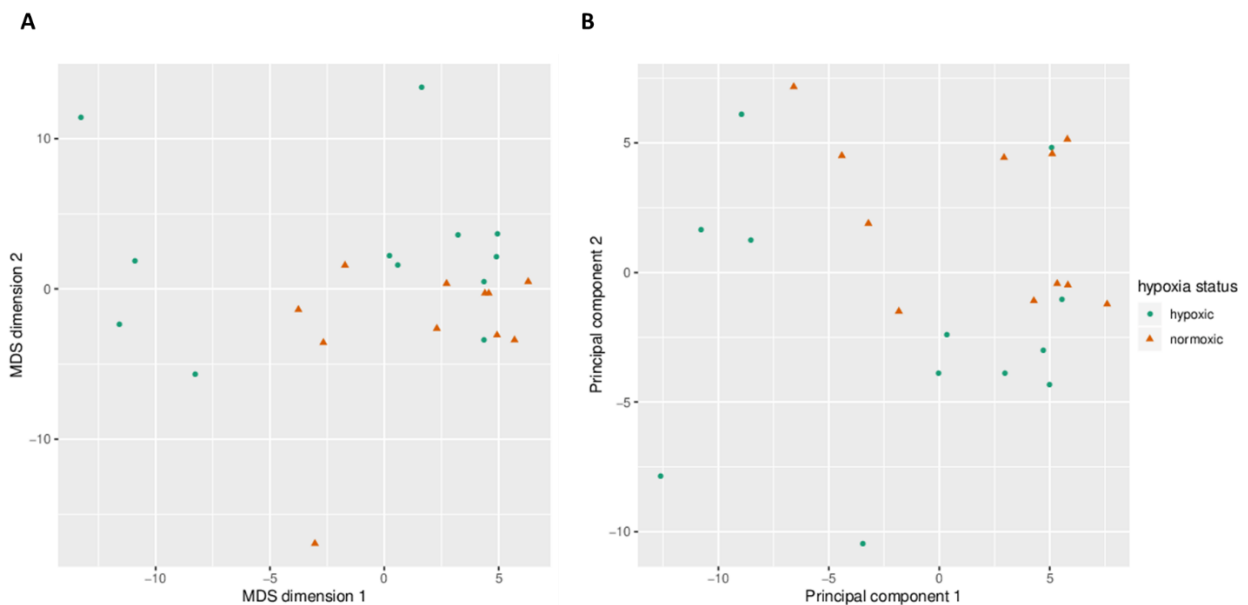 A
B
10
0
−10
MDS dimension 2
−10
−5
0
5
MDS dimension 1
5
0
−5
−10
Principal component 2
−10
−5
0
5
Principal component 1
hypoxia status
hypoxic
normoxic